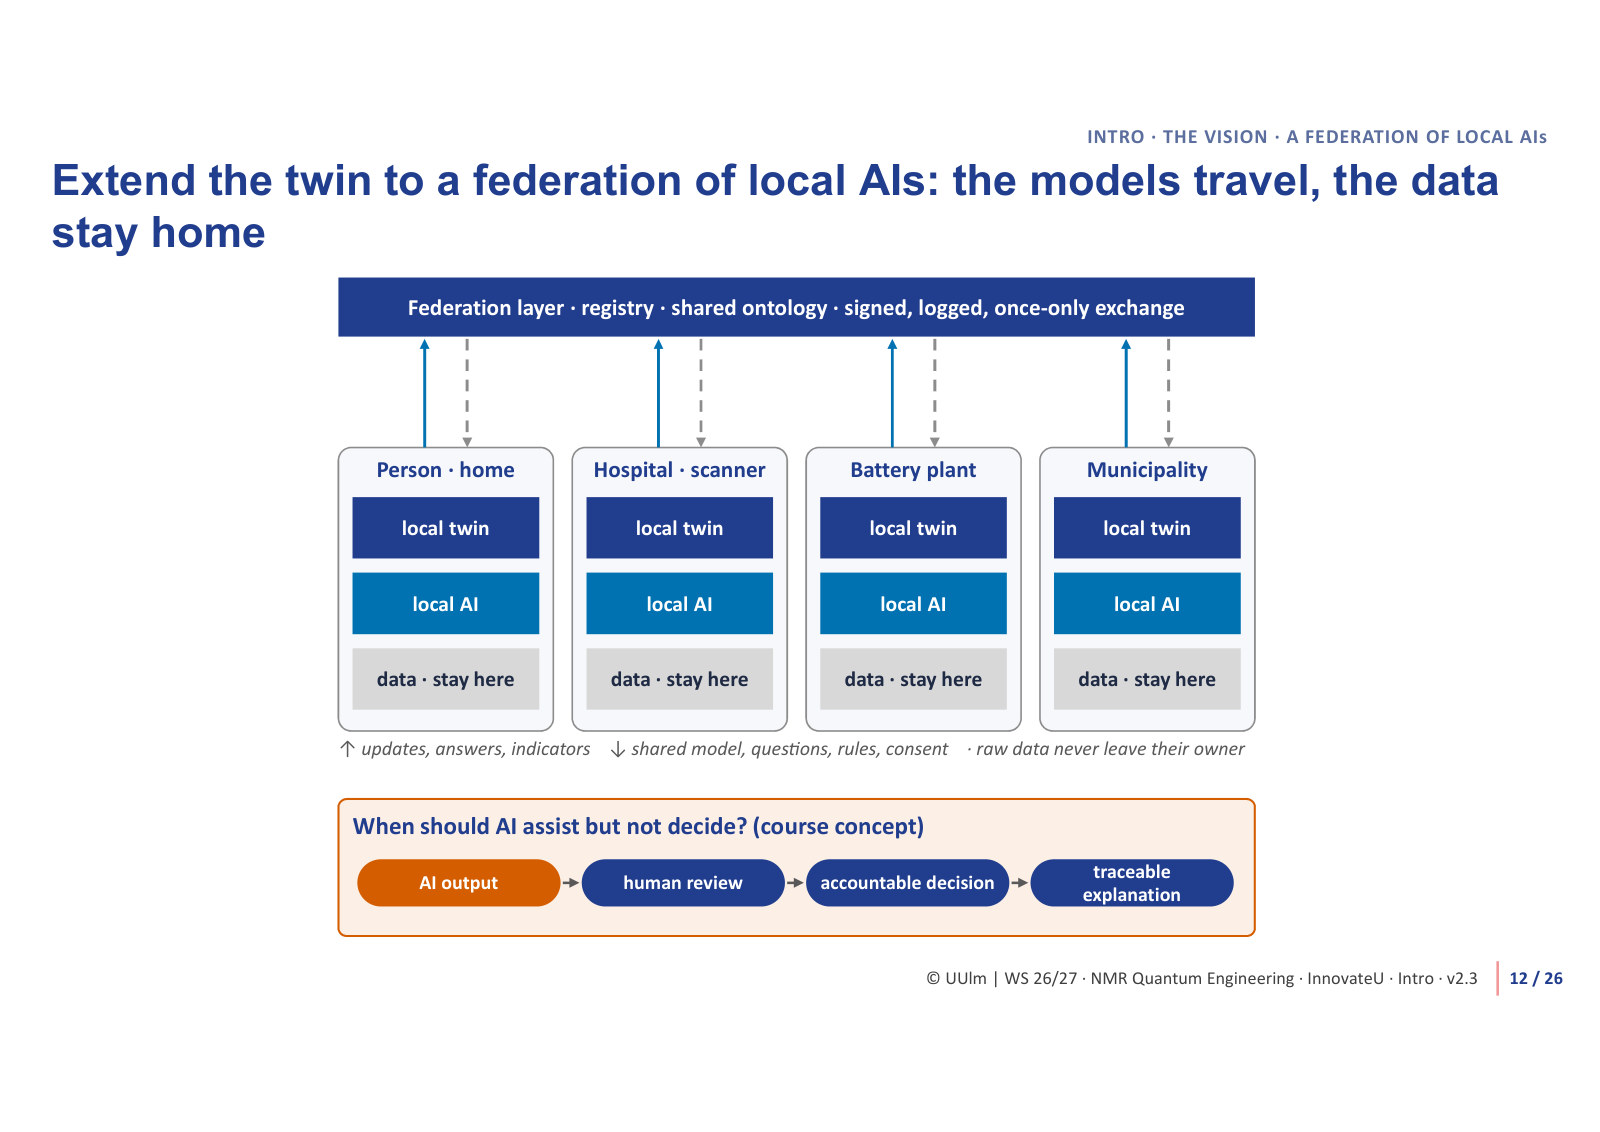 INTRO · THE VISION · A FEDERATION OF LOCAL AIs
Extend the twin to a federation of local AIs: the models travel, the data
stay home
Federation layer · registry · shared ontology · signed, logged, once-only exchange
Person · home
local twin
local AI
data · stay here
Hospital · scanner
local twin
local AI
data · stay here
Battery plant
local twin
local AI
data · stay here
Municipality
local twin
local AI
data · stay here
↑ updates, answers, indicators ↓ shared model, questions, rules, consent · raw data never leave their owner
When should AI assist but not decide? (course concept)
AI output
human review
accountable decision
traceable
explanation
© UUlm | WS 26/27 · NMR Quantum Engineering · InnovateU · Intro · v2.3
12 / 26